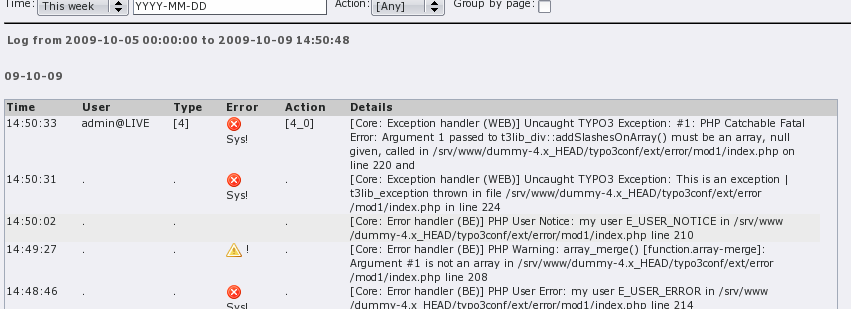 Time: This week YYYY-MM-DD Action: [Any] Group by page:
Log from 2009-10-05 00:00:00 to 2009-10-09 14:50:48
09-10-09
Time User Type Error Action Details
14:50:33 admin@LIVE [4] [4_0] [Core: Exception handler (WEB)] Uncaught TYPO3 Exception: #1: PHP Catchable Fatal
Sys! Error: Argument 1 passed to t3lib_div::addSlashesOnArray() must be an array, null
given, called in /srv/www/dummy-4.x_HEAD/typo3conf/ext/error/mod1/index.php on
line 220 and
14:50:31 . . . [Core: Exception handler (WEB)] Uncaught TYPO3 Exception: This is an exception |
Sys! t3lib_exception thrown in file /srv/www/dummy-4.x_HEAD/typo3conf/ext/error
/mod1/index.php in line 224
14:50:02 . . . [Core: Error handler (BE)] PHP User Notice: my user E_USER_NOTICE in /srv/www
/dummy-4.x_HEAD/typo3conf/ext/error/mod1/index.php line 210
14:49:27 . . ! . [Core: Error handler (BE)] PHP Warning: array_merge() [function.array-merge]:
Argument #1 is not an array in /srv/www/dummy-4.x_HEAD/typo3conf/ext/error
/mod1/index.php line 208
14:48:46 . . . [Core: Error handler (BE)] PHP User Error: my user E_USER_ERROR in /srv/www
Sys! /dummy-4.x_HEAD/typo3conf/ext/error/mod1/index.php line 214